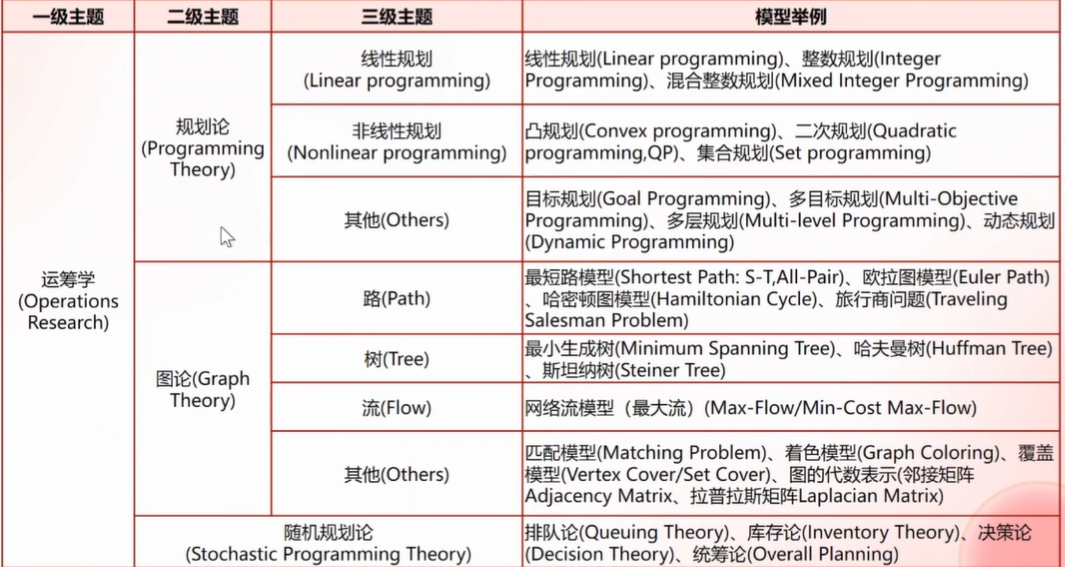 一级主题 二级主题 三级主题 模型举例
运筹学
(Operations
Research)
规划论
(Programming
Theory)
线性规划
(Linear programming)
线性规划(Linear programming)、整数规划(Integer
Programming)、混合整数规划(Mixed Integer Programming)
非线性规划
(Nonlinear programming)
凸规划(Convex programming)、二次规划(Quadratic
programming,QP)、集合规划(Set programming)
其他(Others)
目标规划(Goal Programming)、多目标规划(Multi-Objective
Programming)、多层规划(Multi-level Programming)、动态规划
(Dynamic Programming)
图论(Graph
Theory)
路(Path)
最短路模型(Shortest Path: S-T,All-Pair)、欧拉图模型(Euler Path)
、哈密顿图模型(Hamiltonian Cycle)、旅行商问题(Traveling
Salesman Problem)
树(Tree)
最小生成树(Minimum Spanning Tree)、哈夫曼树(Huffman Tree)
、斯坦纳树(Steiner Tree)
流(Flow)
网络流模型（最大流）(Max-Flow/Min-Cost Max-Flow)
其他(Others)
匹配模型(Matching Problem)、着色模型(Graph Coloring)、覆盖
模型(Vertex Cover/Set Cover)、图的代数表示(邻接矩阵
Adjacency Matrix、拉普拉斯矩阵Laplacian Matrix)
随机规划论
(Stochastic Programming Theory)
排队论(Queuing Theory)、库存论(Inventory Theory)、决策论
(Decision Theory)、统筹论(Overall Planning)